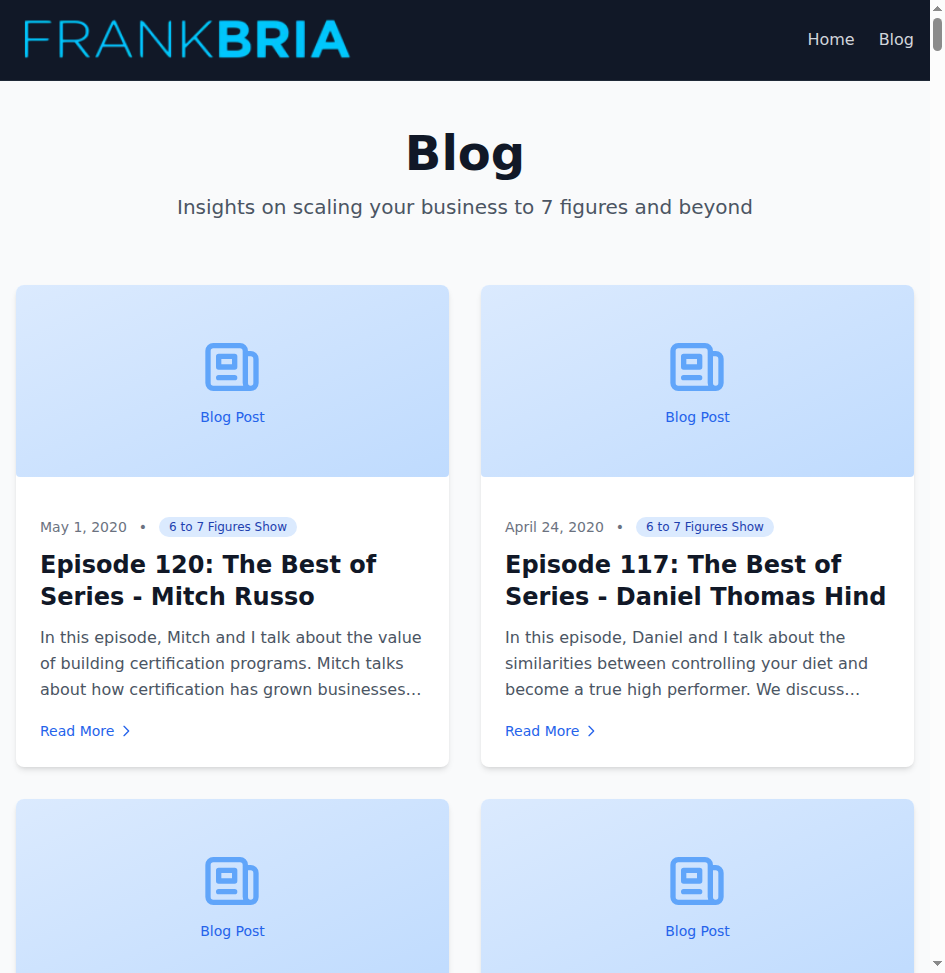 FRANKBRIA
Home Blog
Blog
Insights on scaling your business to 7 figures and beyond
Blog Post
May 1, 2020 • 6 to 7 Figures Show
Episode 120: The Best of
Series - Mitch Russo
In this episode, Mitch and I talk about the value
of building certification programs. Mitch talks
about how certification has grown businesses...
Read More
Blog Post
April 24, 2020 • 6 to 7 Figures Show
Episode 117: The Best of
Series - Daniel Thomas Hind
In this episode, Daniel and I talk about the
similarities between controlling your diet and
become a true high performer. We discuss...
Read More
Blog Post
Blog Post